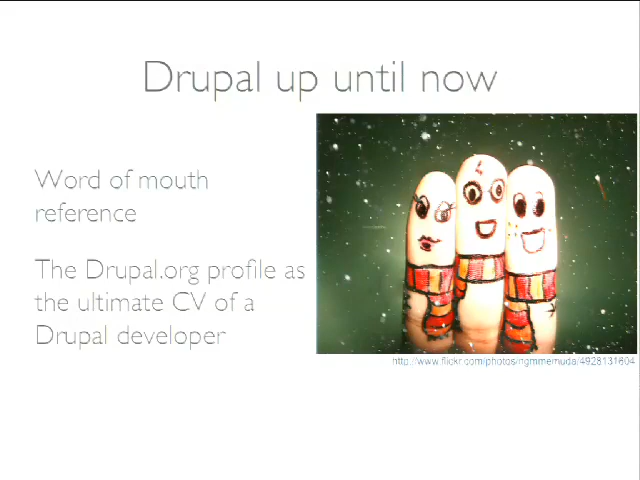 Drupal up until now
Word of mouth
reference
The Drupal.org profile as
the ultimate CV of a
Drupal developer
http://www.flickr.com/photos/ngmmemuda/4928131604